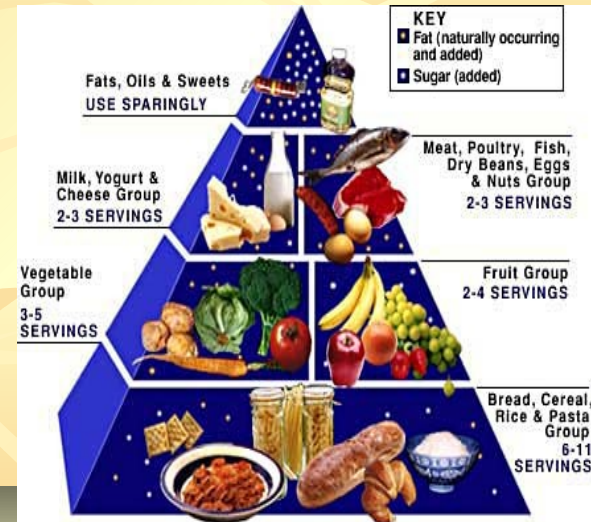 KEY
Fat (naturally occurring
and added)
Sugar (added)
Fats, Oils & Sweets
USE SPARINGLY
Milk, Yogurt &
Cheese Group
2-3 SERVINGS
Meat, Poultry, Fish,
Dry Beans, Eggs
& Nuts Group
2-3 SERVINGS
Vegetable
Group
3-5
SERVINGS
Fruit Group
2-4 SERVINGS
Bread, Cereal,
Rice & Pasta
Group
6-11
SERVINGS